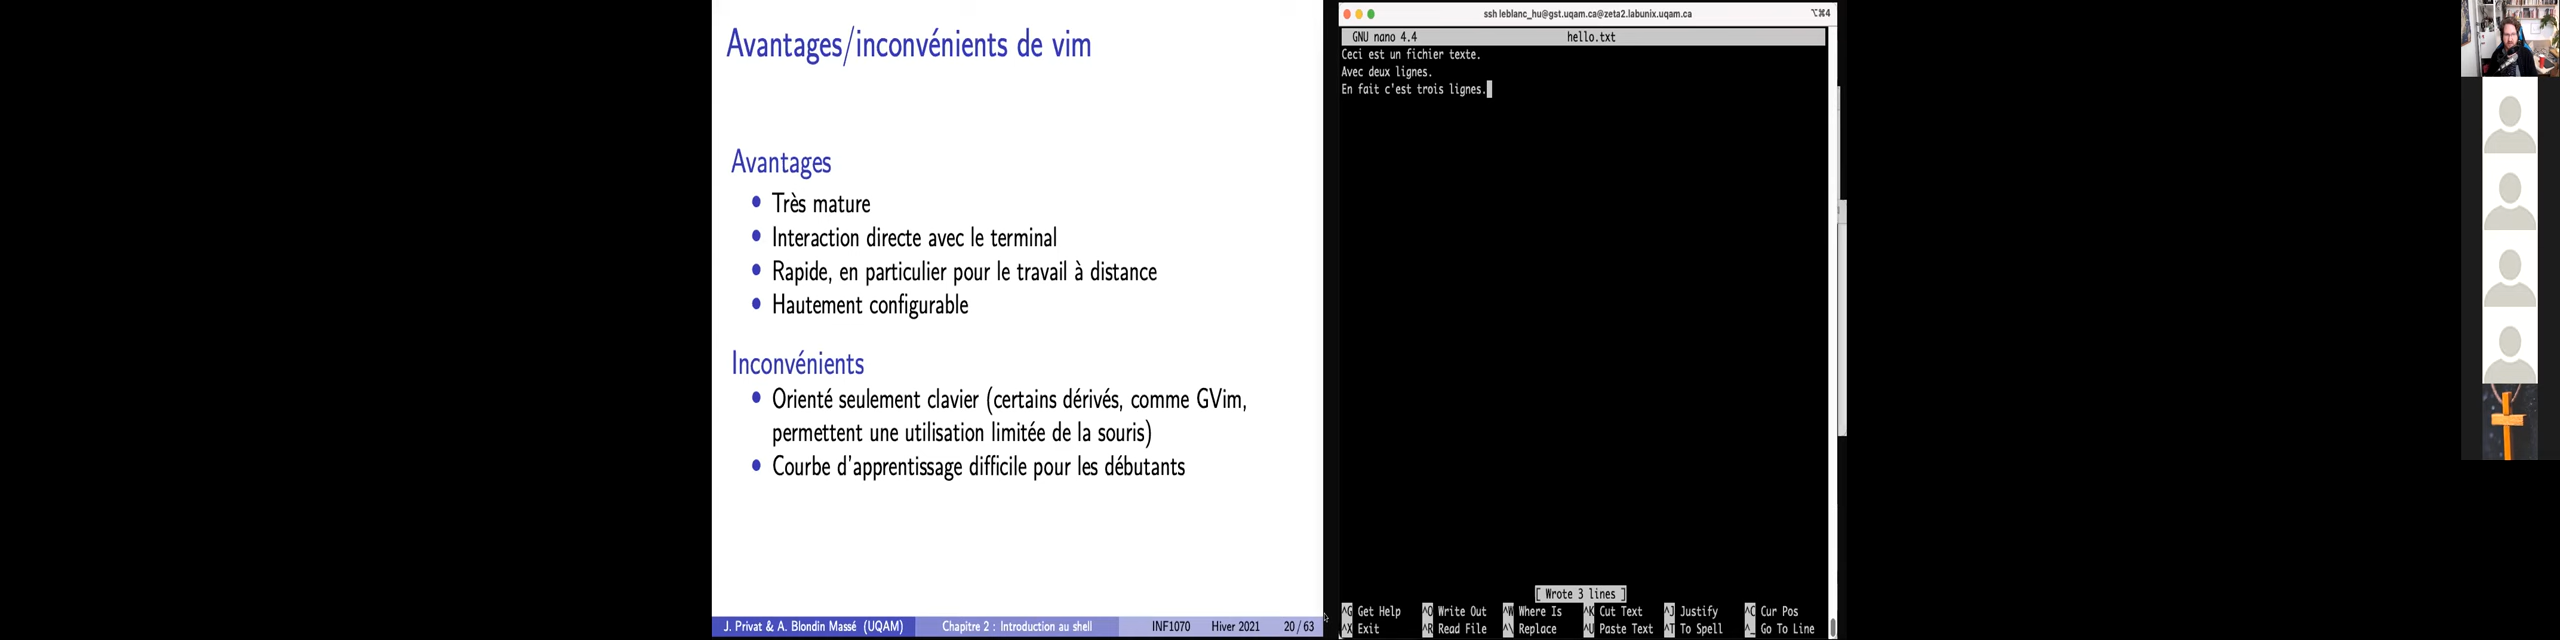 Avantages/inconvénients de vim
Avantages
Très mature
Interaction directe avec le terminal
Rapide, en particulier pour le travail à distance
Hautement configurable
Inconvénients
Orienté seulement clavier (certains dérivés, comme GVim,
permettent une utilisation limitée de la souris)
Courbe d'apprentissage difficile pour les débutants
J. Privat & A. Blondin Massé (UQAM) Chapitre 2 : Introduction au shell INF1070 Hiver 2021 20 / 63
ssh leblanc_hu@gst.uqam.ca@zeta2.labunix.uqam.ca ⌥⌘4
GNU nano 4.4 hello.txt
Ceci est un fichier texte.
Avec deux lignes.
En fait c'est trois lignes.
[ Wrote 3 lines ]
^G Get Help ^O Write Out ^W Where Is ^K Cut Text ^J Justify ^C Cur Pos
^X Exit ^R Read File ^\ Replace ^U Paste Text ^T To Spell ^_ Go To Line